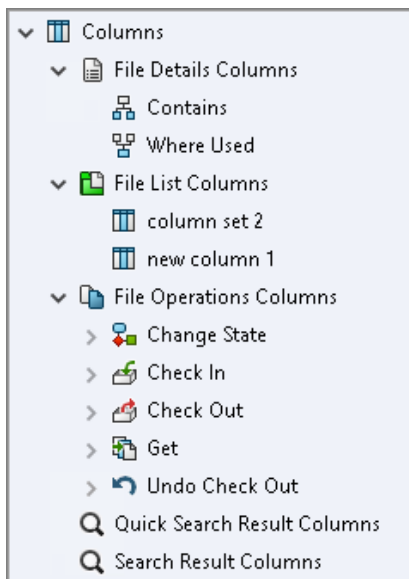 Columns
File Details Columns
Contains
Where Used
File List Columns
column set 2
new column 1
File Operations Columns
Change State
Check In
Check Out
Get
Undo Check Out
Quick Search Result Columns
Search Result Columns